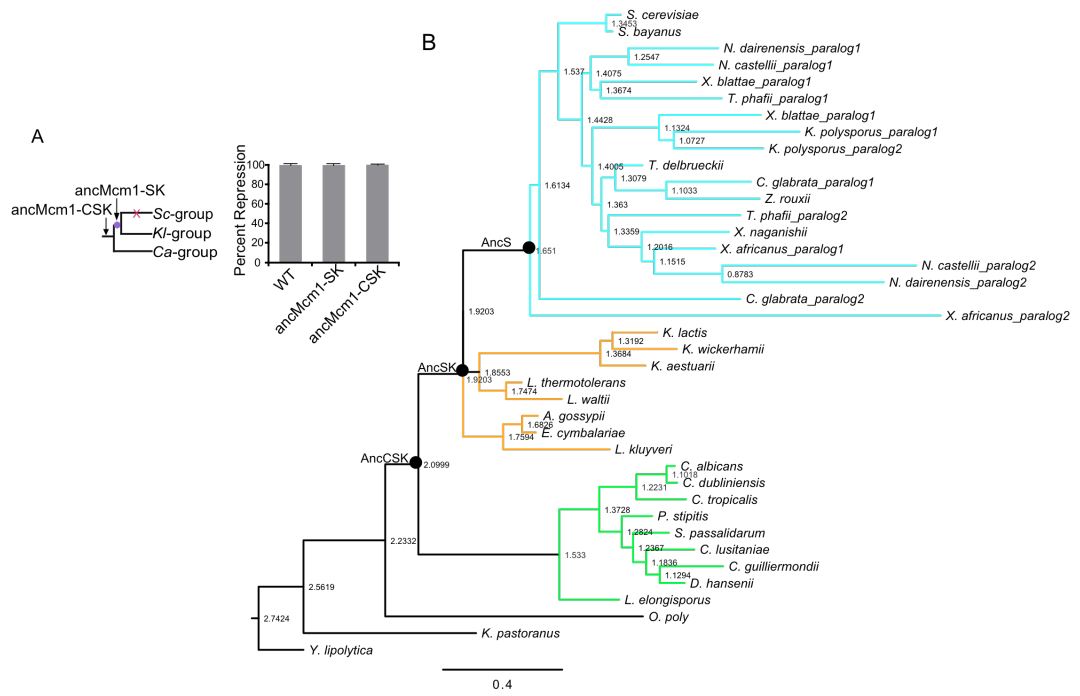 A
ancMcm1-SK
ancMcm1-CSK
X
Sc-group
Kl-group
Ca-group
Percent Repression
100
80
60
40
20
0
WT
ancMcm1-SK
ancMcm1-CSK
B
S. cerevisiae
1.3453
S. bayanus
N. dairenensis_paralog1
1.2547
N. castellii_paralog1
1.537
1.4075
X. blattae_paralog1
1.3674
T. phafii_paralog1
X. blattae_paralog1
1.4428
1.1324
K. polysporus_paralog1
1.0727
K. polysporus_paralog2
1.4005
T. delbrueckii
1.3079
C. glabrata_paralog1
1.6134
1.1033
Z. rouxii
1.363
T. phafii_paralog2
1.3359
X. naganishii
AncS
1.651
1.2016
X. africanus_paralog1
1.1515
N. castellii_paralog2
0.8783
N. dairenensis_paralog2
C. glabrata_paralog2
1.9203
X. africanus_paralog2
K. lactis
1.3192
K. wickerhamii
1.3684
K. aestuarii
AncSK
1.9203
1.8553
L. thermotolerans
1.7474
L. waltii
A. gossypii
1.6826
E. cymbalariae
1.7594
L. kluyveri
AncCSK
2.0999
C. albicans
1.1018
C. dubliniensis
1.2231
C. tropicalis
1.3728
P. stipitis
1.2824
S. passalidarum
1.2367
C. lusitaniae
1.1836
C. guilliermondii
1.1294
D. hansenii
2.2332
1.533
L. elongisporus
2.5619
O. poly
2.7424
K. pastoranus
Y. lipolytica
0.4